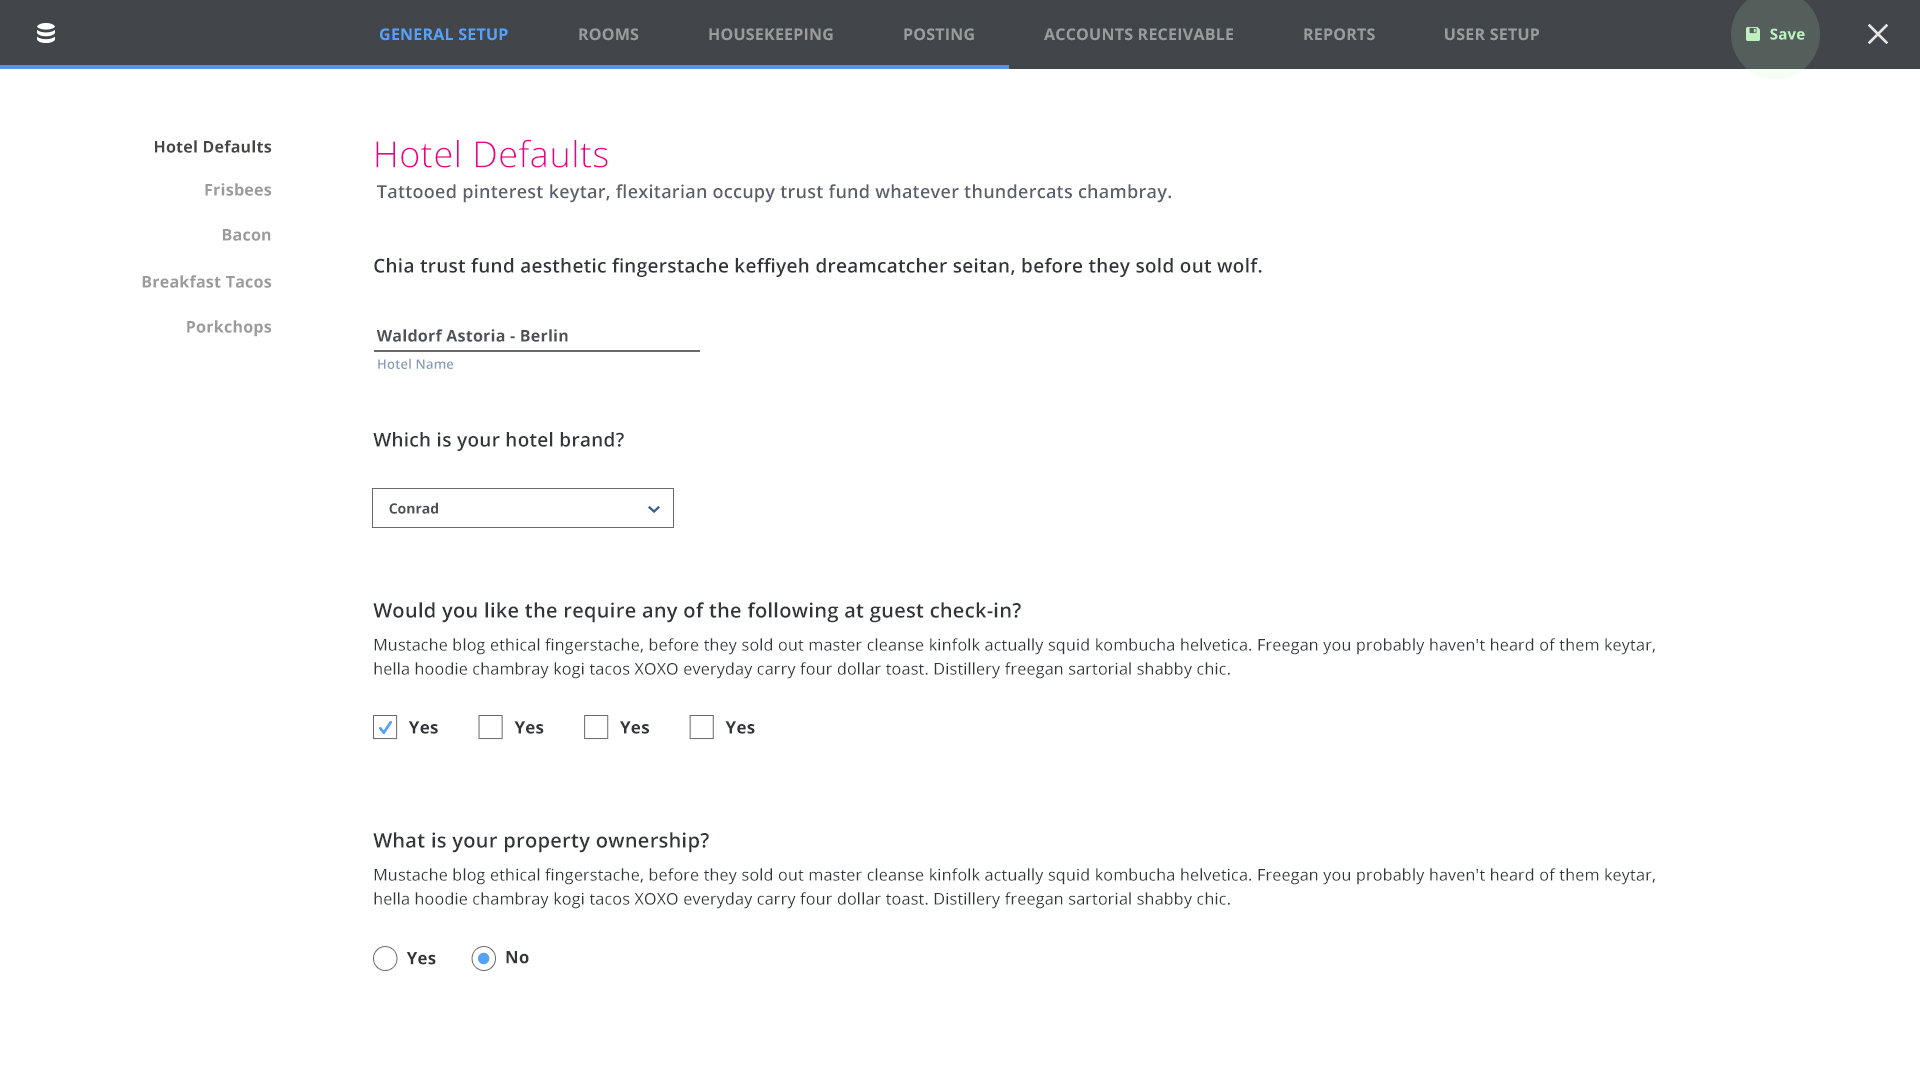 GENERAL SETUP ROOMS HOUSEKEEPING POSTING ACCOUNTS RECEIVABLE REPORTS USER SETUP Save
Hotel Defaults
Frisbees
Bacon
Breakfast Tacos
Porkchops
Hotel Defaults
Tattooed pinterest keytar, flexitarian occupy trust fund whatever thundercats chambray.
Chia trust fund aesthetic fingerstache keffiyeh dreamcatcher seitan, before they sold out wolf.
Waldorf Astoria - Berlin
Hotel Name
Which is your hotel brand?
Conrad
Would you like the require any of the following at guest check-in?
Mustache blog ethical fingerstache, before they sold out master cleanse kinfolk actually squid kombucha helvetica. Freegan you probably haven't heard of them keytar,
hella hoodie chambray kogi tacos XOXO everyday carry four dollar toast. Distillery freegan sartorial shabby chic.
Yes Yes Yes Yes
What is your property ownership?
Mustache blog ethical fingerstache, before they sold out master cleanse kinfolk actually squid kombucha helvetica. Freegan you probably haven't heard of them keytar,
hella hoodie chambray kogi tacos XOXO everyday carry four dollar toast. Distillery freegan sartorial shabby chic.
Yes No